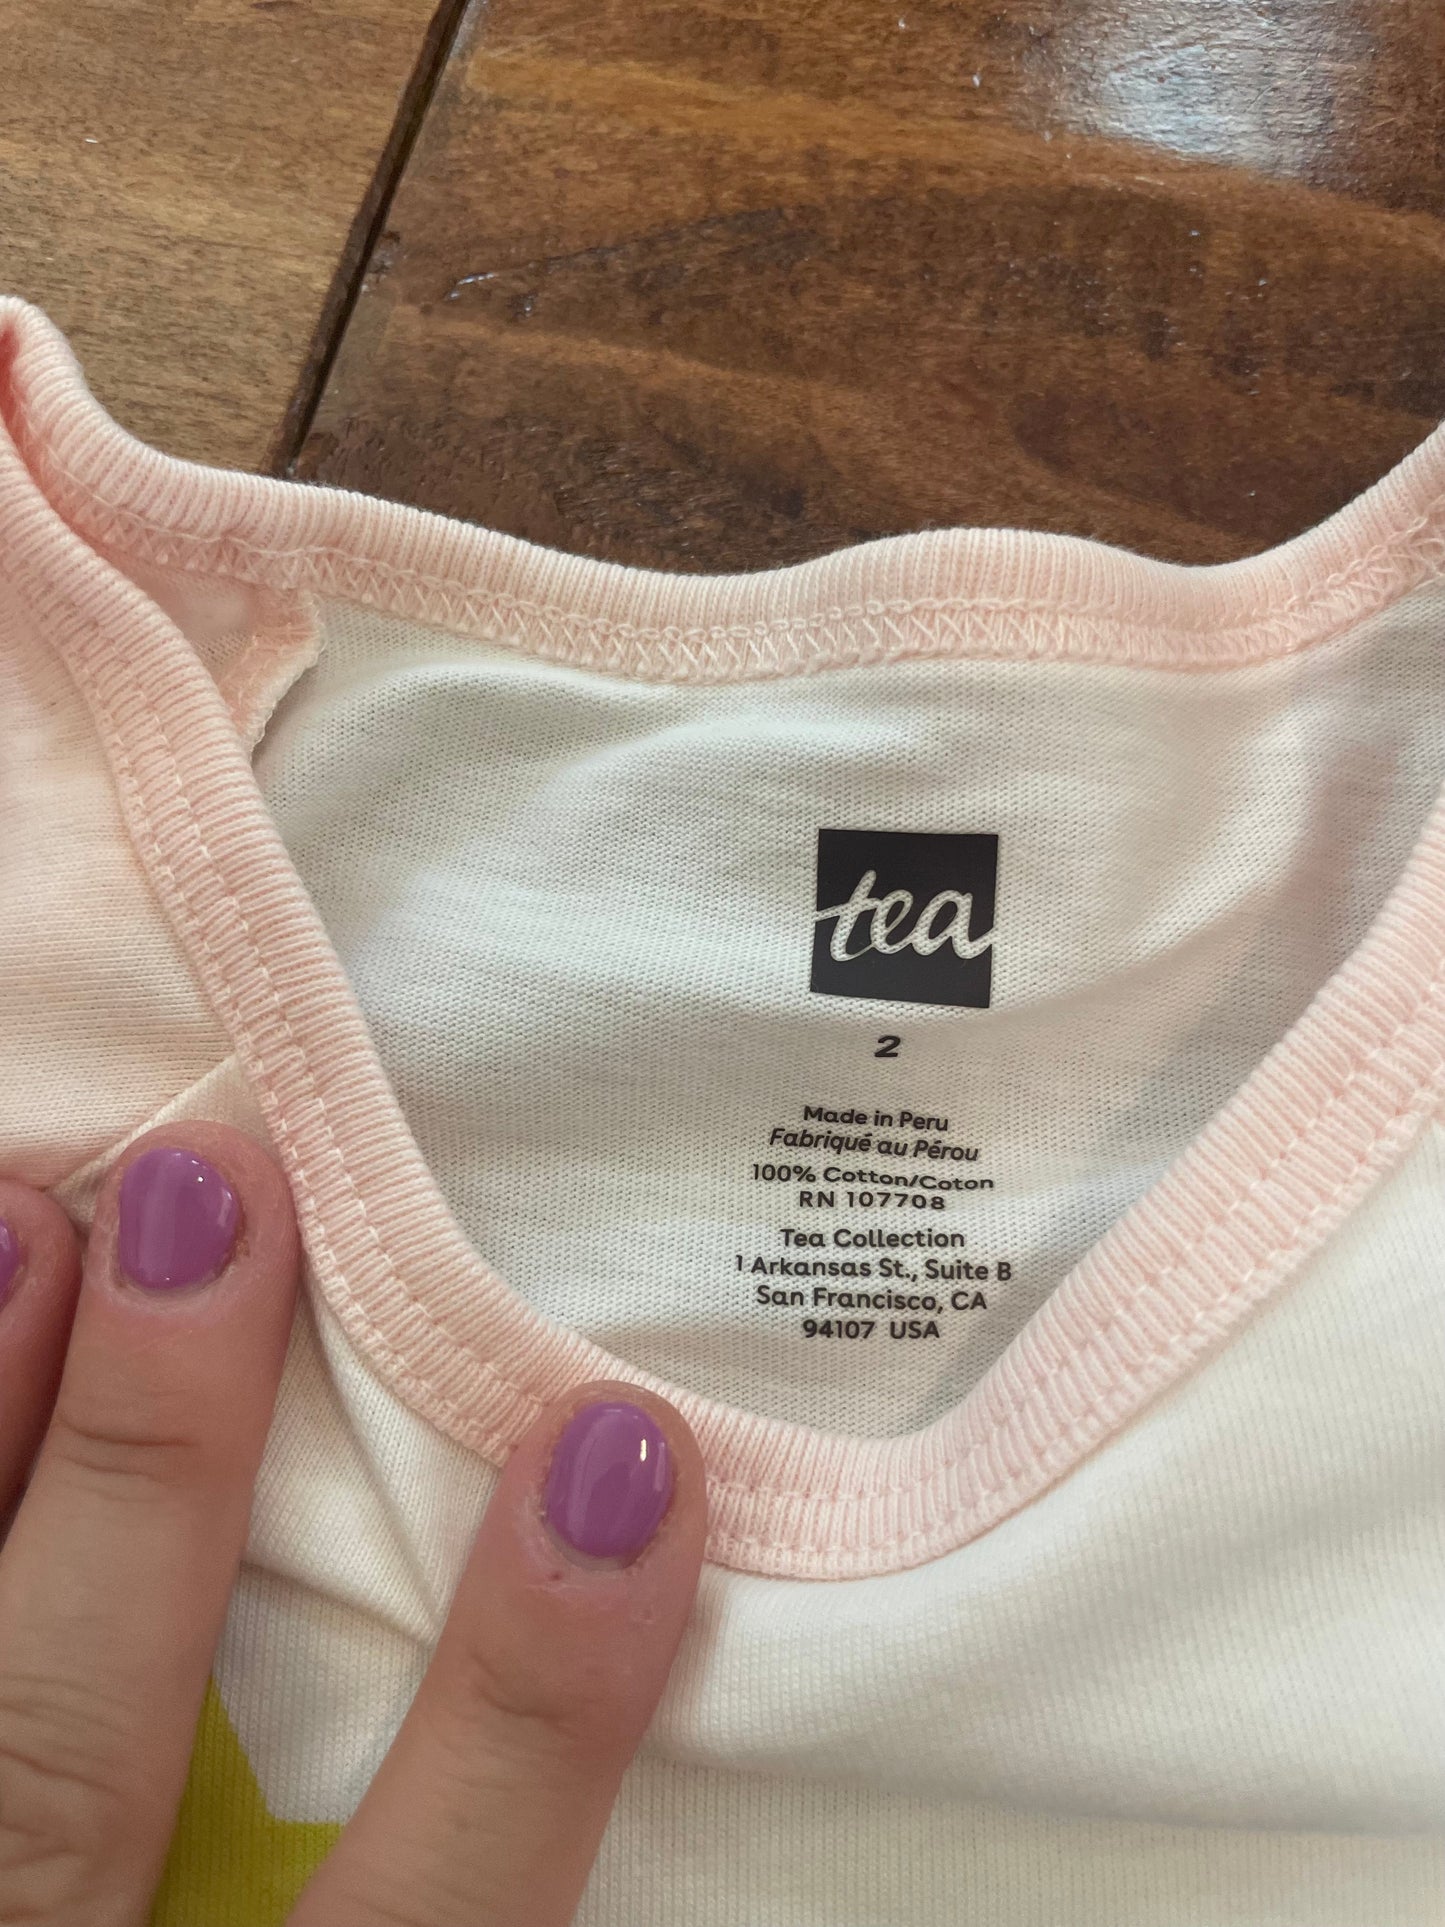 tea
2
Made in Peru
Fabriqué au Pérou
100% Cotton/Coton
RN 107708
Tea Collection
1 Arkansas St., Suite B
San Francisco, CA
94107 USA